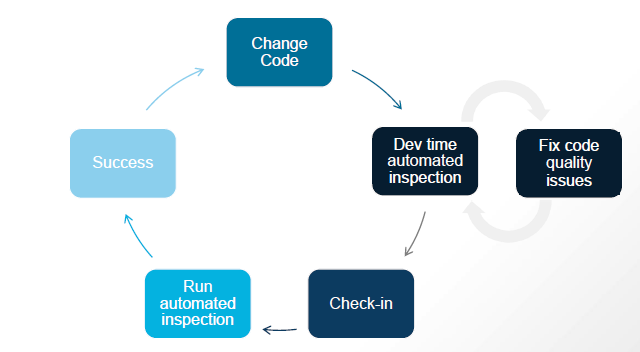 Change
Code
Dev time
automated
inspection
Fix code
quality
issues
Check-in
Run
automated
inspection
Success